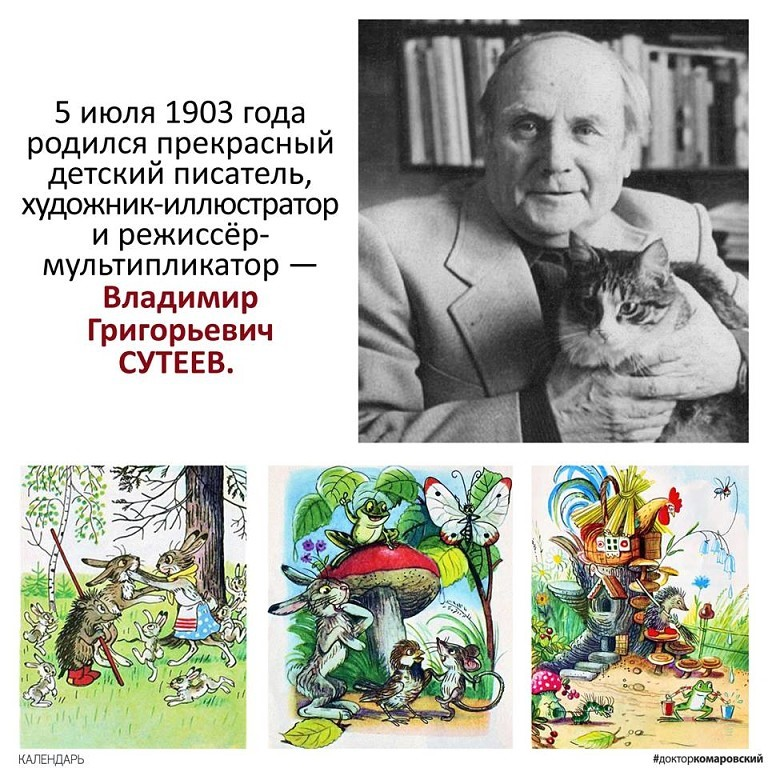 5 июля 1903 года
родился прекрасный
детский писатель,
художник-иллюстратор
и режиссёр-
мультипликатор —
Владимир
Григорьевич
СУТЕЕВ.
КАЛЕНДАРЬ
#докторкомаровский